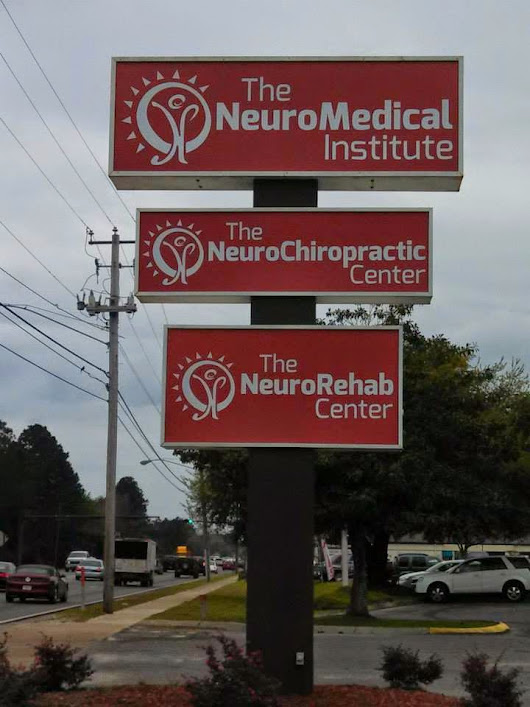 The
NeuroMedical
Institute
The
NeuroChiropractic
Center
The
NeuroRehab
Center